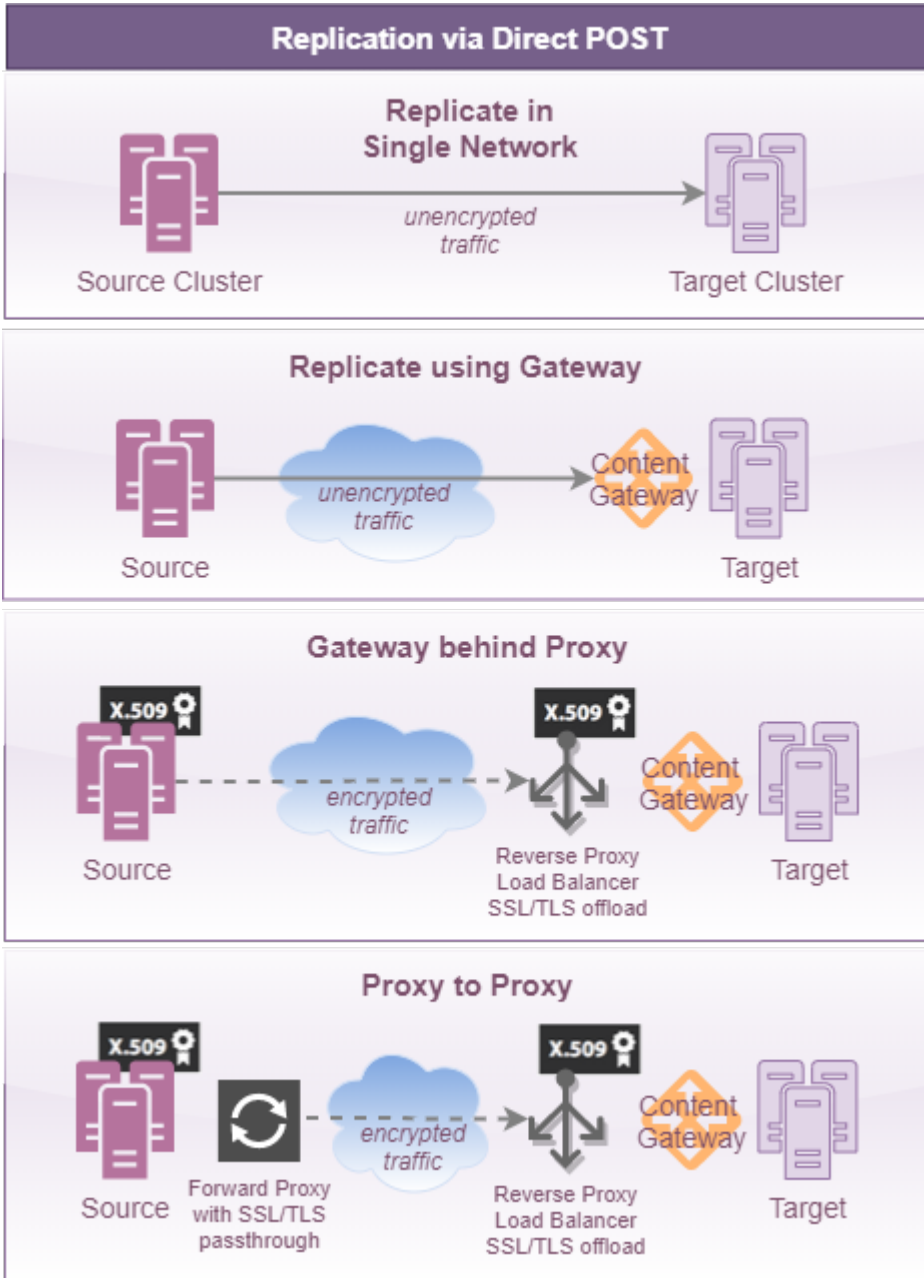 Replication via Direct POST
Replicate in
Single Network
unencrypted
traffic
Source Cluster
Target Cluster
Replicate using Gateway
unencrypted
traffic
Content
Gateway
Source
Target
Gateway behind Proxy
X.509
X.509
encrypted
traffic
Content
Gateway
Source
Reverse Proxy
Load Balancer
SSL/TLS offload
Target
Proxy to Proxy
X.509
X.509
encrypted
traffic
Content
Gateway
Source
Forward Proxy
with SSL/TLS
passthrough
Reverse Proxy
Load Balancer
SSL/TLS offload
Target